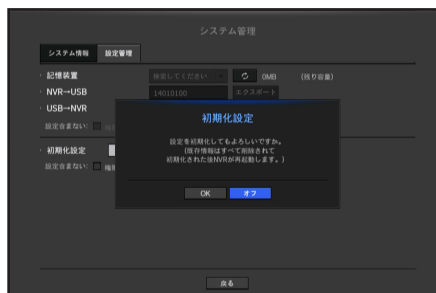 システム管理
システム情報 設定管理
記憶装置 検索してください 0MB (残り容量)
NVR→USB 14010100 エクスポート
USB→NVR
設定含まない:
初期化設定
設定含まない:
初期化設定
設定を初期化してもよろしいですか。
(既存情報はすべて削除されて
初期化された後NVRが再起動します。)
OK オフ
戻る